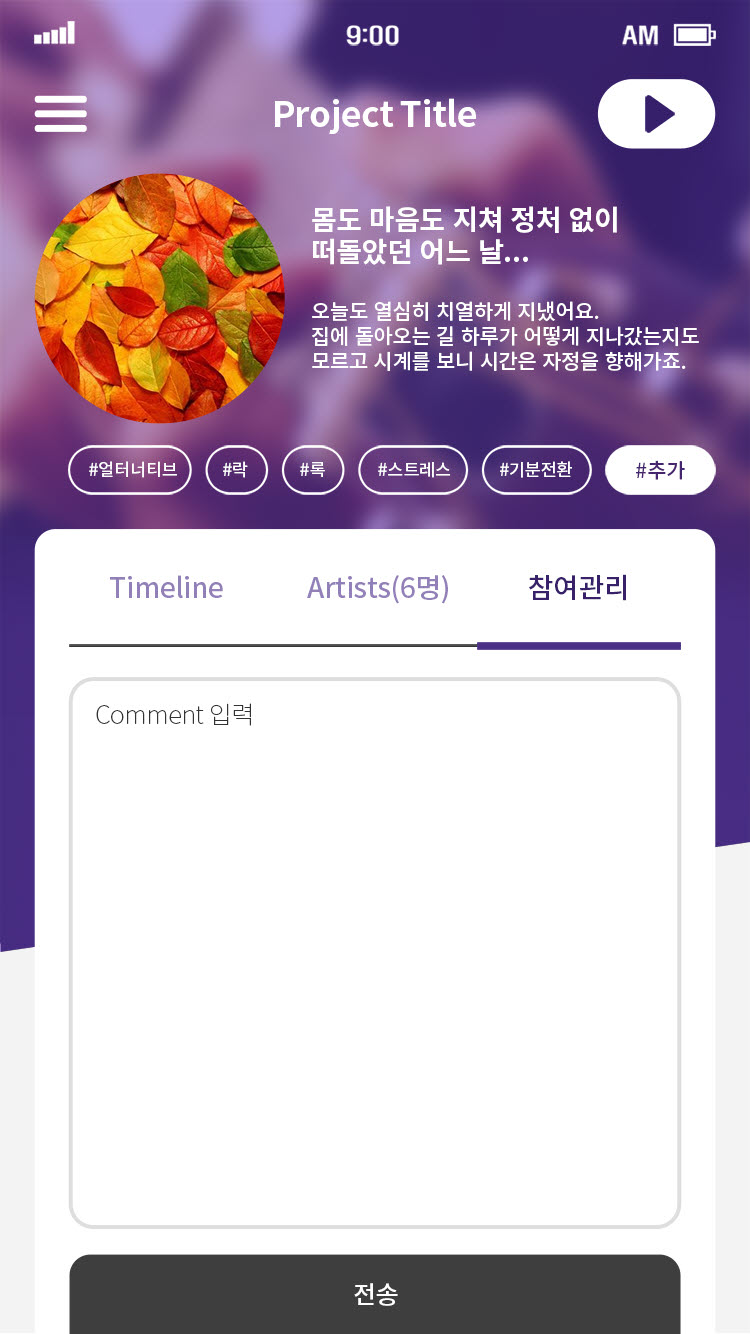 9:00 AM
Project Title
몸도 마음도 지쳐 정처 없이
떠돌았던 어느 날...
오늘도 열심히 치열하게 지냈어요.
집에 돌아오는 길 하루가 어떻게 지나갔는지도
모르고 시계를 보니 시간은 자정을 향해가죠.
#얼터너티브 #락 #록 #스트레스 #기분전환 #추가
Timeline Artists(6명) 참여관리
Comment 입력
전송